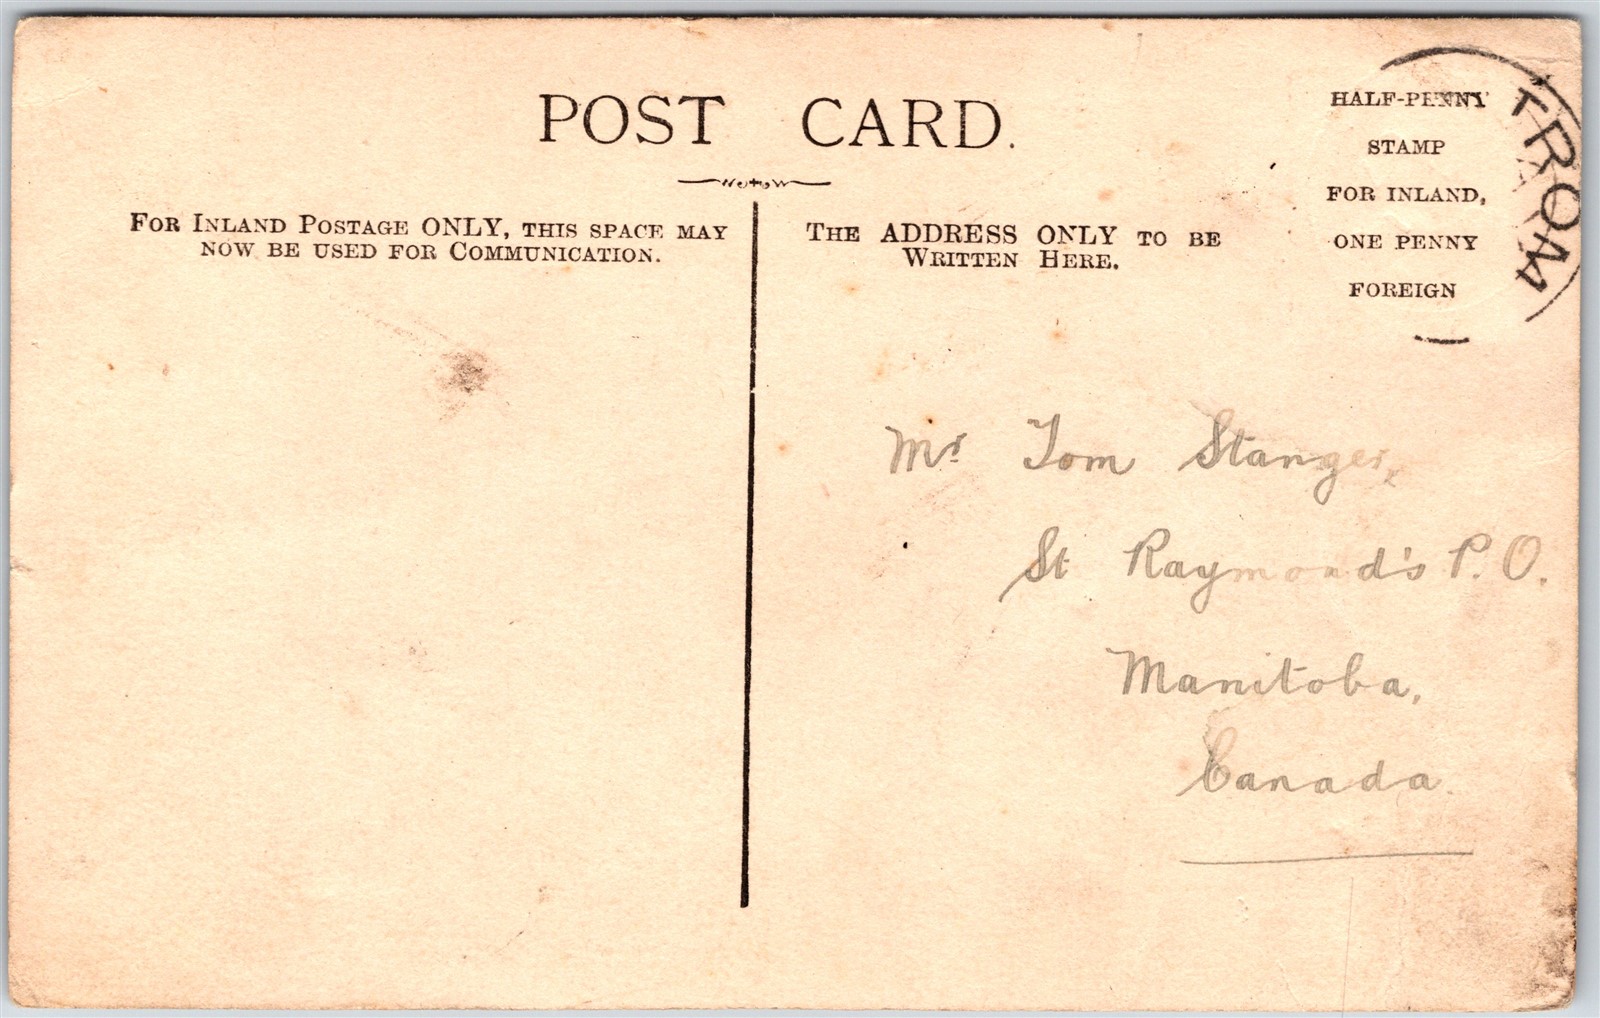 POST CARD.
FOR INLAND POSTAGE ONLY, THIS SPACE MAY
NOW BE USED FOR COMMUNICATION.
THE ADDRESS ONLY TO BE
WRITTEN HERE.
HALF-PENNY
STAMP
FOR INLAND,
ONE PENNY
FOREIGN
TROM
Mr. Tom Stanger,
St Raymond's P.O.
Manitoba,
Canada.